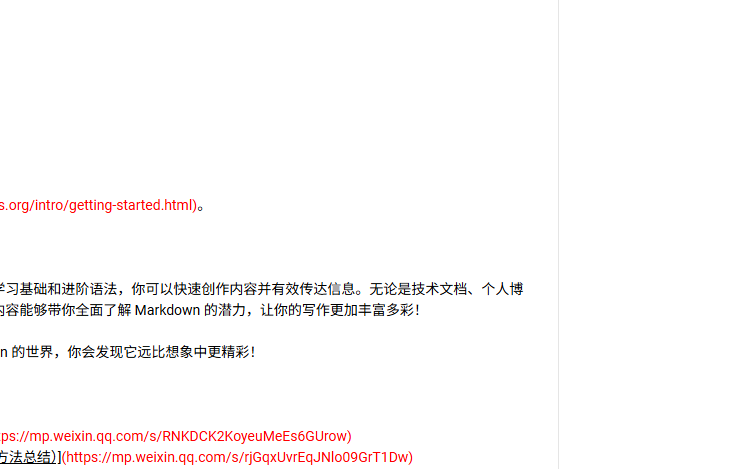 s.org/intro/getting-started.html)。
学习基础和进阶语法，你可以快速创作内容并有效传达信息。无论是技术文档、个人博
内容能够带你全面了解 Markdown 的潜力，让你的写作更加丰富多彩！
n 的世界，你会发现它远比想象中更精彩！
tps://mp.weixin.qq.com/s/RNKDCK2KoyeuMeEs6GUrow)
方法总结)](https://mp.weixin.qq.com/s/rjGqxUvrEqJNlo09GrT1Dw)